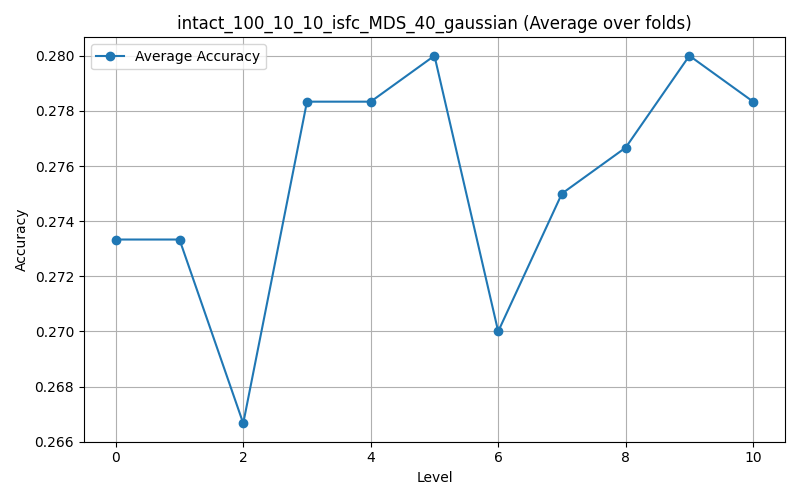 intact_100_10_10_isfc_MDS_40_gaussian (Average over folds)
Average Accuracy
0.280
0.278
0.276
0.274
0.272
0.270
0.268
0.266
Accuracy
0 2 4 6 8 10
Level